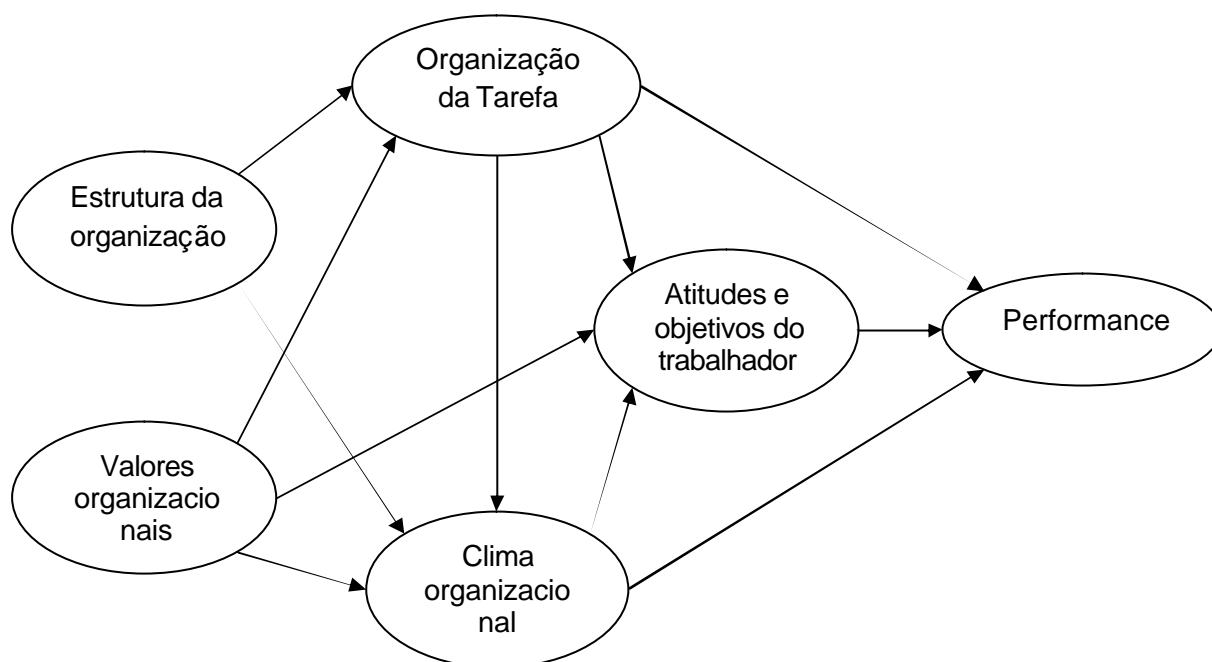 Organização
da Tarefa
Estrutura da
organização
Atitudes e
objetivos do
trabalhador
Performance
Valores
organizacio
nais
Clima
organizacio
nal